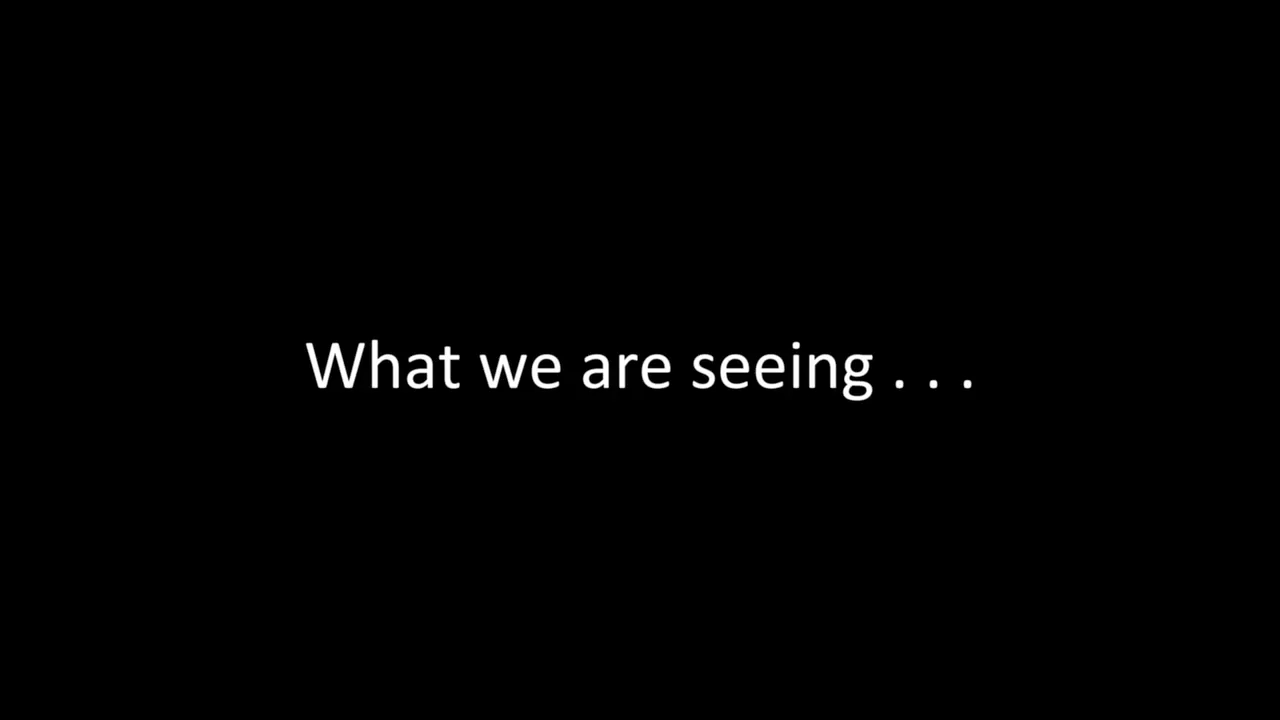 What we are seeing . . .